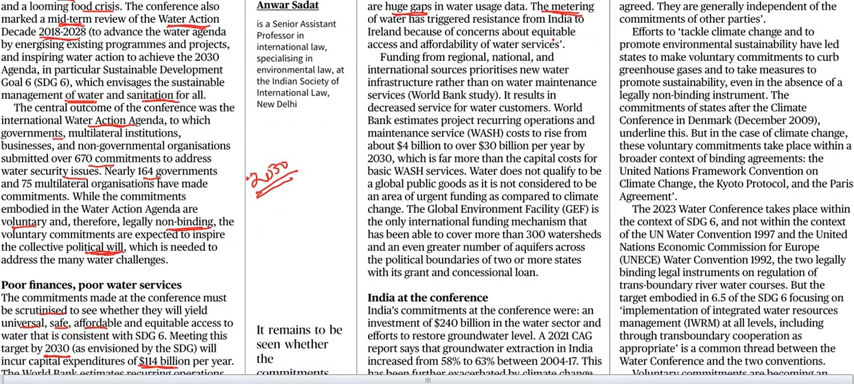 and a looming food crisis. The conference also
marked a mid-term review of the Water Action
Decade 2018-2028 (to advance the water agenda
by energising existing programmes and projects,
and inspiring water action to achieve the 2030
Agenda, in particular Sustainable Development
Goal 6 (SDG 6), which envisages the sustainable
management of water and sanitation for all.
The central outcome of the conference was the
international Water Action Agenda, to which
governments, multilateral institutions,
businesses, and non-governmental organisations
submitted over 670 commitments to address
water security issues. Nearly 164 governments
and 75 multilateral organisations have made
commitments. While the commitments
embodied in the Water Action Agenda are
voluntary and, therefore, legally non-binding, the
voluntary commitments are expected to inspire
the collective political will, which is needed to
address the many water challenges.
Poor finances, poor water services
The commitments made at the conference must
be scrutinised to see whether they will yield
universal, safe, affordable and equitable access to
water that is consistent with SDG 6. Meeting this
target by 2030 (as envisioned by the SDG) will
incur capital expenditures of $114 billion per year.
The World Bank estimates recurring operations
Anwar Sadat
is a Senior Assistant
Professor in
international law,
specialising in
environmental law, at
the Indian Society of
International Law,
New Delhi
2030
It remains to be
seen whether
the
commitments
are huge gaps in water usage data. The metering
of water has triggered resistance from India to
Ireland because of concerns about equitable
access and affordability of water services'.
Funding from regional, national, and
international sources prioritises new water
infrastructure rather than on water maintenance
services (World Bank study). It results in
decreased service for water customers. World
Bank estimates project recurring operations and
maintenance service (WASH) costs to rise from
about $4 billion to over $30 billion per year by
2030, which is far more than the capital costs for
basic WASH services. Water does not qualify to be
a global public goods as it is not considered to be
an area of urgent funding as compared to climate
change. The Global Environment Facility (GEF) is
the only international funding mechanism that
has been able to cover more than 300 watersheds
and an even greater number of aquifers across
the political boundaries of two or more states
with its grant and concessional loan.
India at the conference
India's commitments at the conference were: an
investment of $240 billion in the water sector and
efforts to restore groundwater level. A 2021 CAG
report says that groundwater extraction in India
increased from 58% to 63% between 2004-17. This
has been further exacerbated by climate change
agreed. They are generally independent of the
commitments of other parties'.
Efforts to 'tackle climate change and to
promote environmental sustainability have led
states to make voluntary commitments to curb
greenhouse gases and to take measures to
promote sustainability, even in the absence of a
legally non-binding instrument. The
commitments of states after the Climate
Conference in Denmark (December 2009),
underline this. But in the case of climate change,
these voluntary commitments take place within a
broader context of binding agreements: the
United Nations Framework Convention on
Climate Change, the Kyoto Protocol, and the Paris
Agreement'.
The 2023 Water Conference takes place within
the context of SDG 6, and not within the context
of the UN Water Convention 1997 and the United
Nations Economic Commission for Europe
(UNECE) Water Convention 1992, the two legally
binding legal instruments on regulation of
trans-boundary river water courses. But the
target embodied in 6.5 of the SDG 6 focusing on
'implementation of integrated water resources
management (IWRM) at all levels, including
through transboundary cooperation as
appropriate' is a common thread between the
Water Conference and the two conventions.
Voluntary commitments are becoming an